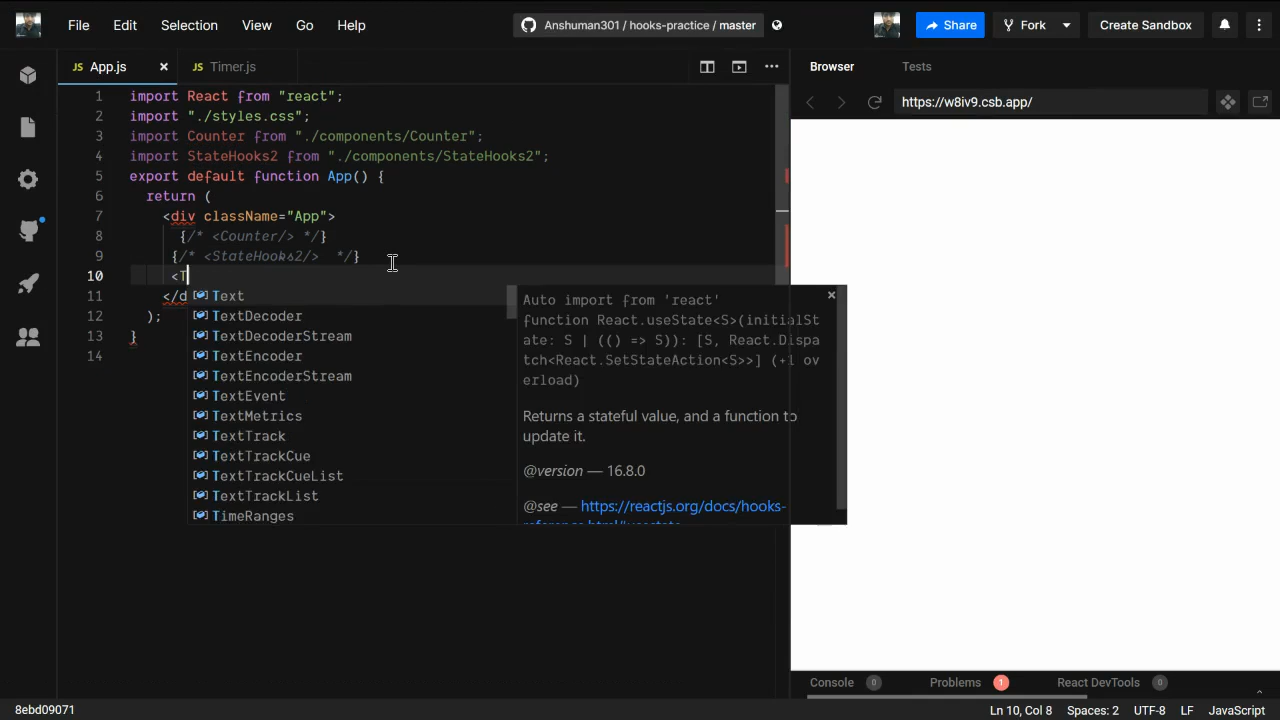 File Edit Selection View Go Help
Anshuman301 / hooks-practice / master
Share Fork Create Sandbox
JS App.js × JS Timer.js
Browser Tests
https://w8iv9.csb.app/
1 import React from "react";
2 import "./styles.css";
3 import Counter from "./components/Counter";
4 import StateHooks2 from "./components/StateHooks2";
5 export default function App() {
6 return (
7 <div className="App">
8 {/* <Counter/> */}
9 {/* <StateHooks2/>  */}
10 <T
11 </d
12 );
13 }
14
Text
TextDecoder
TextDecoderStream
TextEncoder
TextEncoderStream
TextEvent
TextMetrics
TextTrack
TextTrackCue
TextTrackCueList
TextTrackList
TimeRanges
Auto import from 'react'
function React.useState<S>(initialSt
ate: S | (() => S)): [S, React.Dispa
tch<React.SetStateAction<S>>] (+1 ov
erload)
Returns a stateful value, and a function to
update it.
@version — 16.8.0
@see — https://reactjs.org/docs/hooks-
reference.html#usestate
Console 0 Problems 1 React DevTools 0
8ebd09071 Ln 10, Col 8 Spaces: 2 UTF-8 LF JavaScript